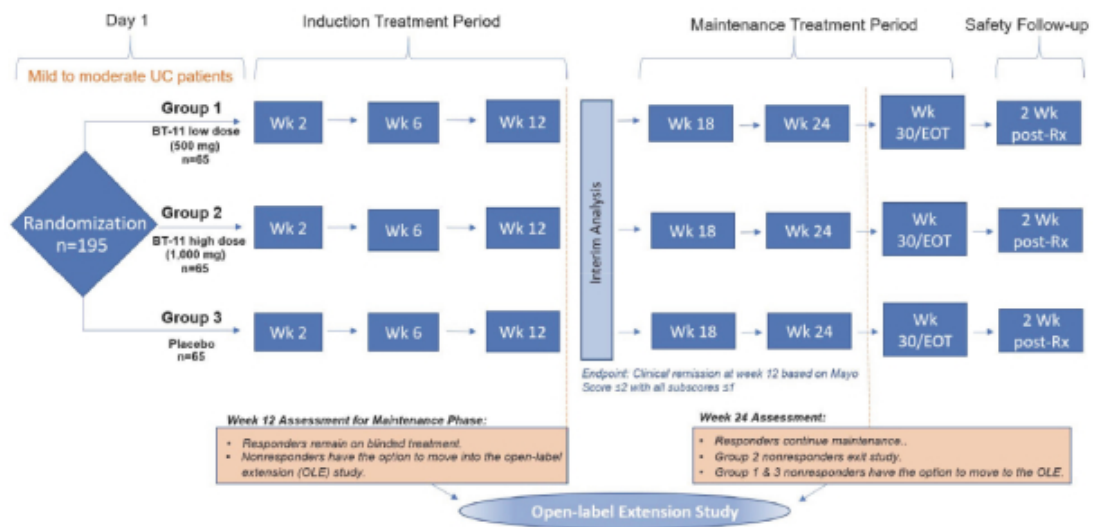 Day 1
Induction Treatment Period
Maintenance Treatment Period
Safety Follow-up
Mild to moderate UC patients
Randomization
n=195
Group 1
BT-11 low dose
(500 mg)
n=65
Wk 2
Wk 6
Wk 12
Wk 18
Wk 24
Wk
30/EOT
2 Wk
post-Rx
Group 2
BT-11 high dose
(1,000 mg)
n=65
Wk 2
Wk 6
Wk 12
Wk 18
Wk 24
Wk
30/EOT
2 Wk
post-Rx
Group 3
Placebo
n=65
Wk 2
Wk 6
Wk 12
Wk 18
Wk 24
Wk
30/EOT
2 Wk
post-Rx
Interim Analysis
Endpoint: Clinical remission at week 12 based on Mayo
Score ≤2 with all subscores ≤1
Week 12 Assessment for Maintenance Phase:
• Responders remain on blinded treatment.
• Nonresponders have the option to move into the open-label
extension (OLE) study.
Week 24 Assessment:
• Responders continue maintenance..
• Group 2 nonresponders exit study.
• Group 1 & 3 nonresponders have the option to move to the OLE.
Open-label Extension Study